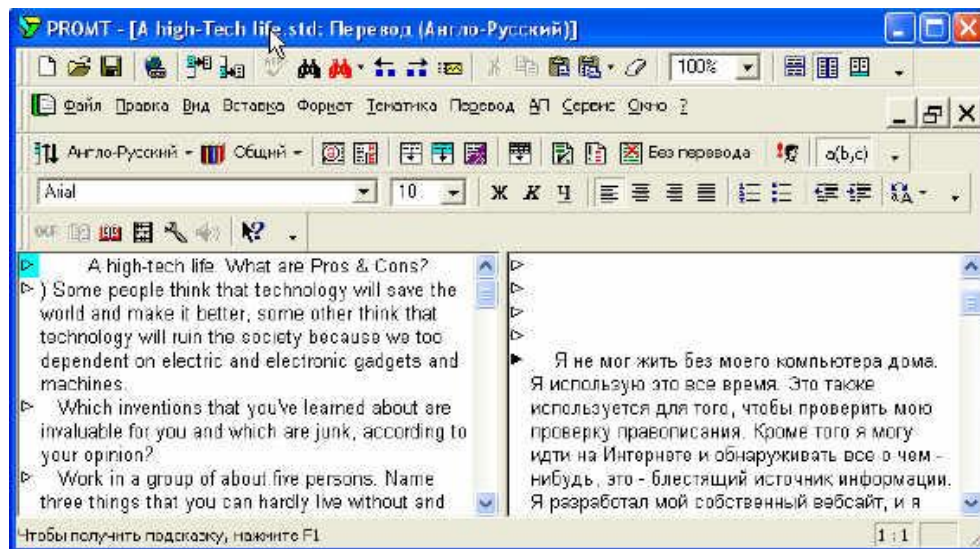 PROMT - [A high-Tech life.std: Перевод (Англо-Русский)]
100%
Файл Правка Вид Вставка Формат Тематика Перевод АП Сервис Окно ?
Англо-Русский Общий Без перевода a(b,c)
Arial 10 Ж К Ч
A high-tech life. What are Pros & Cons?
) Some people think that technology will save the
world and make it better, some other think that
technology will ruin the society because we too
dependent on electric and electronic gadgets and
machines.
Which inventions that you've learned about are
invaluable for you and which are junk, according to
your opinion?
Work in a group of about five persons. Name
three things that you can hardly live without and
Я не мог жить без моего компьютера дома.
Я использую это все время. Это также
используется для того, чтобы проверить мою
проверку правописания. Кроме того я могу
идти на Интернете и обнаруживать все о чем -
нибудь, это - блестящий источник информации.
Я разработал мой собственный вебсайт, и я
Чтобы получить подсказку, нажмите F1
1 : 1